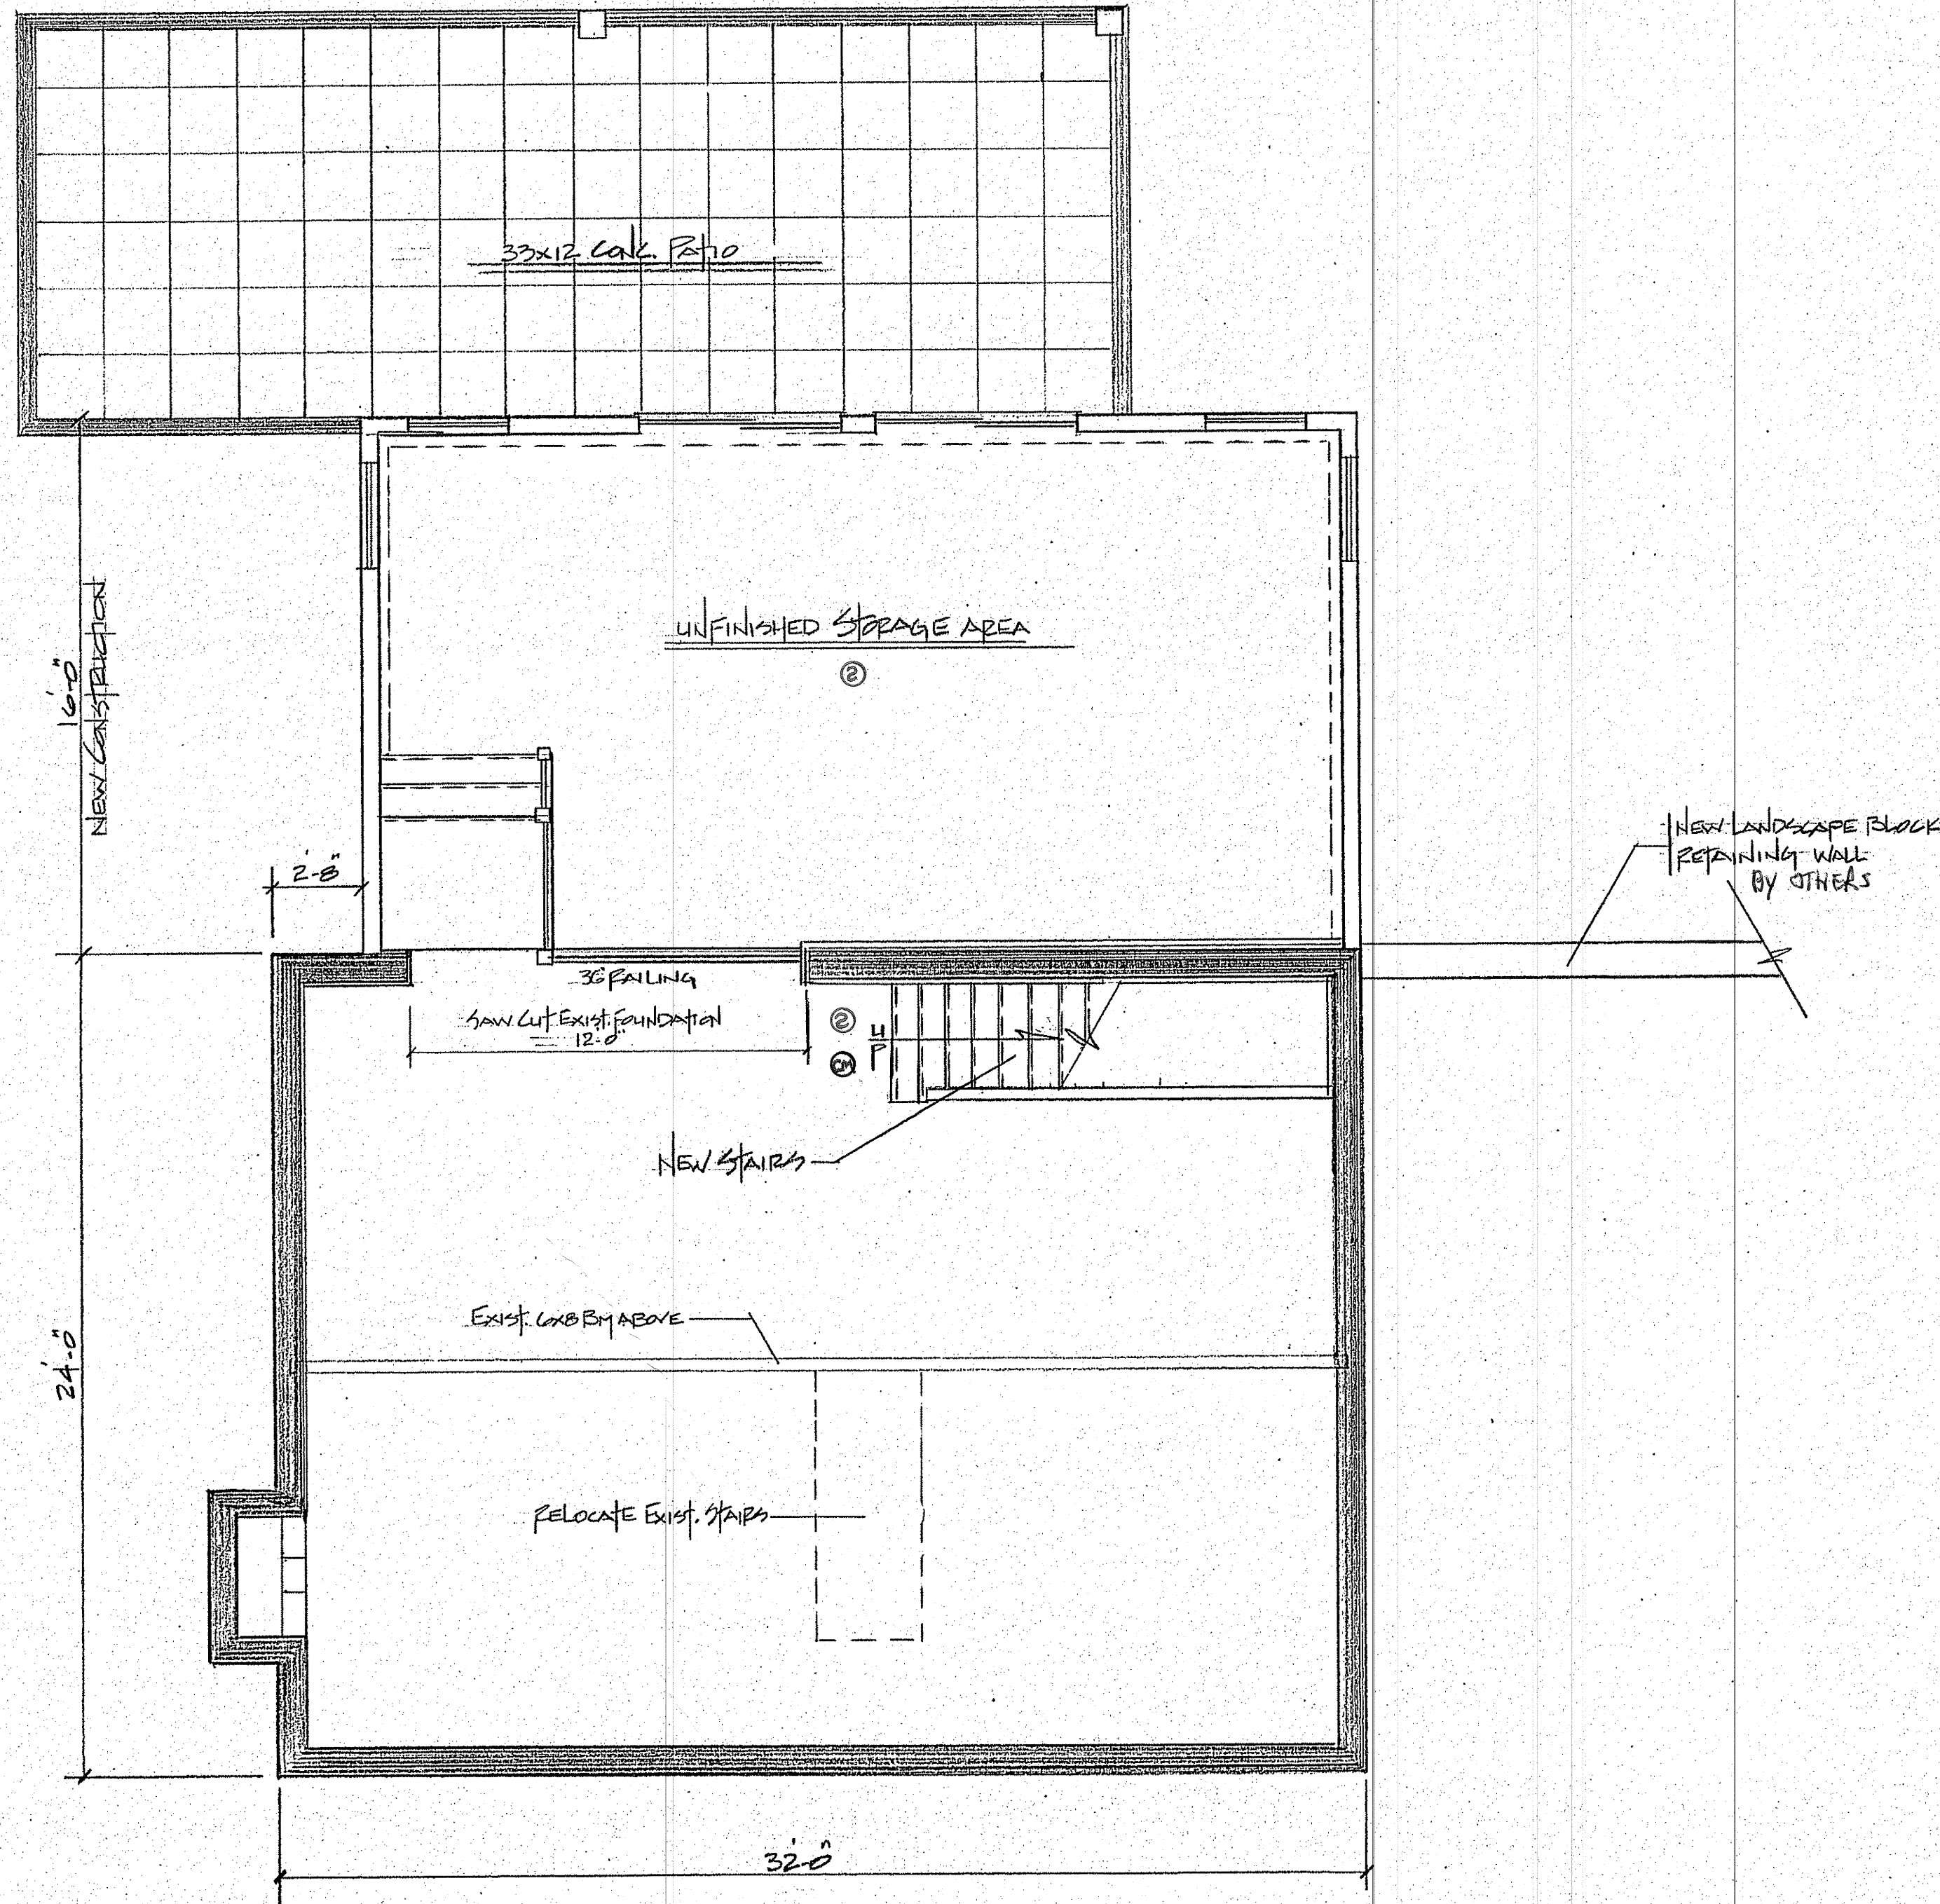 33x12 CONC. PATIO
UNFINISHED STORAGE AREA
S
16'-0"
NEW CONSTRUCTION
2'-8"
NEW LANDSCAPE BLOCK
RETAINING WALL
BY OTHERS
36" RAILING
SAW CUT EXIST. FOUNDATION
12'-0"
S
CM
UP
NEW STAIRS
EXIST. 6x8 BM ABOVE
24'-0"
RELOCATE EXIST. STAIRS
32'-0"